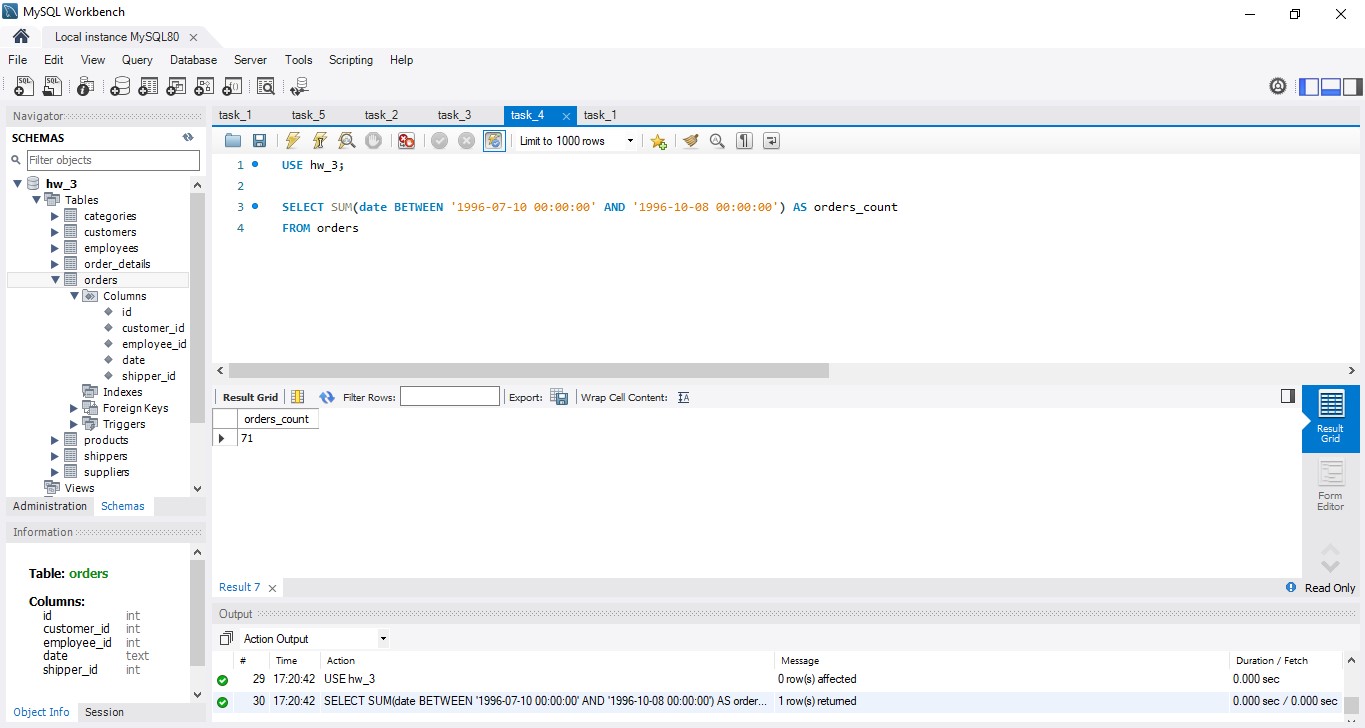 MySQL Workbench
Local instance MySQL80
File Edit View Query Database Server Tools Scripting Help
Navigator
SCHEMAS
Filter objects
hw_3
Tables
categories
customers
employees
order_details
orders
Columns
id
customer_id
employee_id
date
shipper_id
Indexes
Foreign Keys
Triggers
products
shippers
suppliers
Views
Administration Schemas
Information
Table: orders
Columns:
id int
customer_id int
employee_id int
date text
shipper_id int
Object Info Session
task_1 task_5 task_2 task_3 task_4 task_1
Limit to 1000 rows
1 USE hw_3;
2
3 SELECT SUM(date BETWEEN '1996-07-10 00:00:00' AND '1996-10-08 00:00:00') AS orders_count
4 FROM orders
Result Grid Filter Rows: Export: Wrap Cell Content:
orders_count
71
Result
Grid
Form
Editor
Result 7
Read Only
Output
Action Output
# Time Action Message Duration / Fetch
29 17:20:42 USE hw_3 0 row(s) affected 0.000 sec
30 17:20:42 SELECT SUM(date BETWEEN '1996-07-10 00:00:00' AND '1996-10-08 00:00:00') AS order... 1 row(s) returned 0.000 sec / 0.000 sec